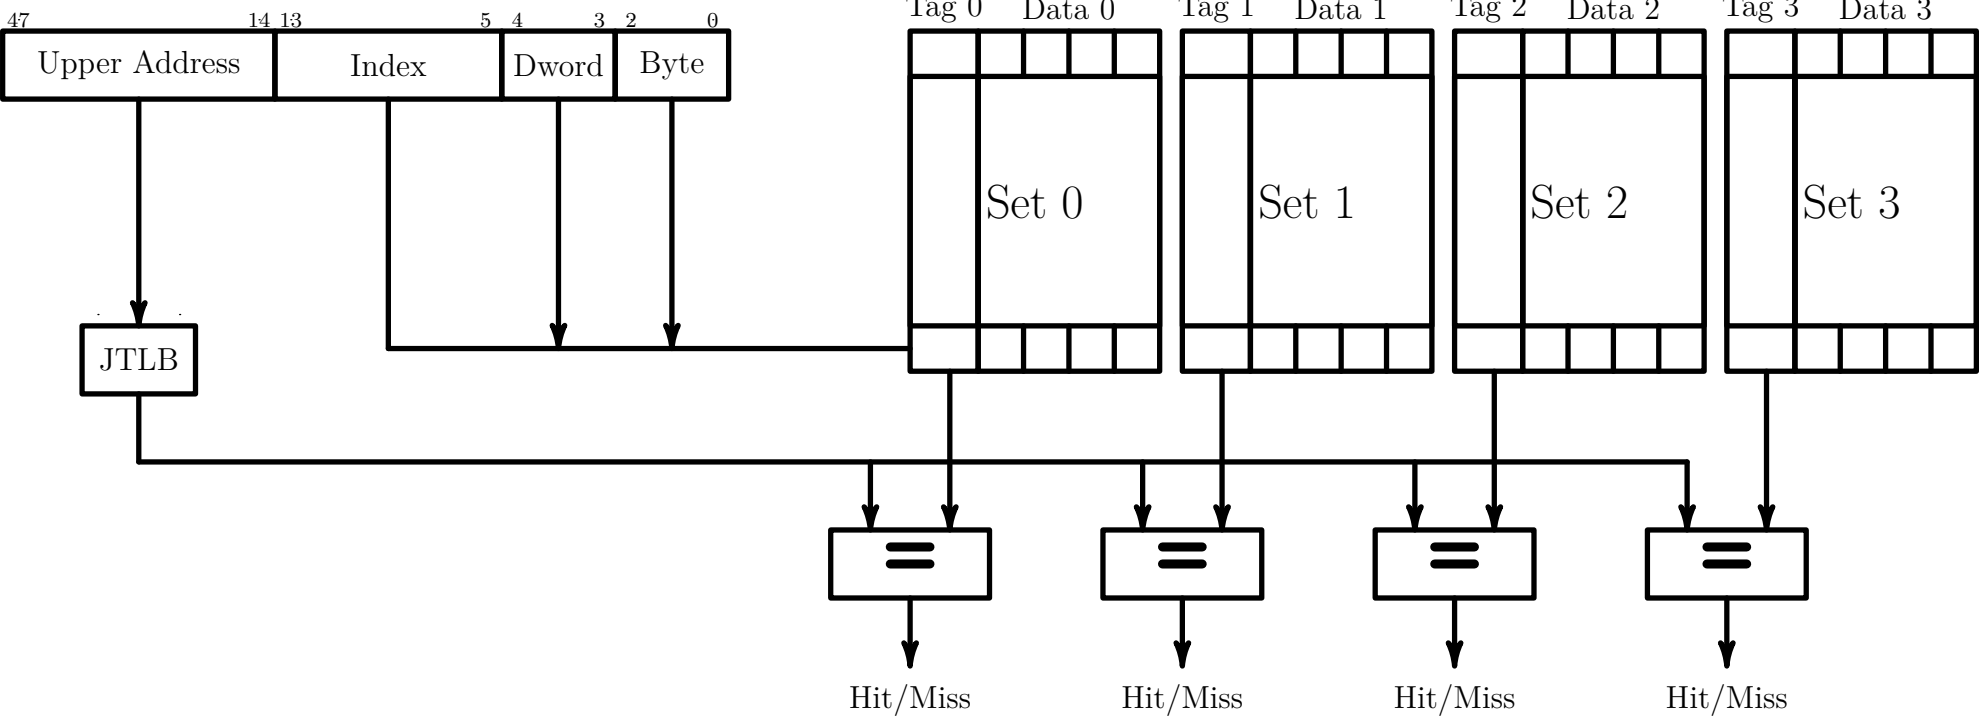 47 14 13 5 4 3 2 0
Upper Address Index Dword Byte
Tag 0 Data 0 Tag 1 Data 1 Tag 2 Data 2 Tag 3 Data 3
Set 0 Set 1 Set 2 Set 3
JTLB
= = = =
Hit/Miss Hit/Miss Hit/Miss Hit/Miss